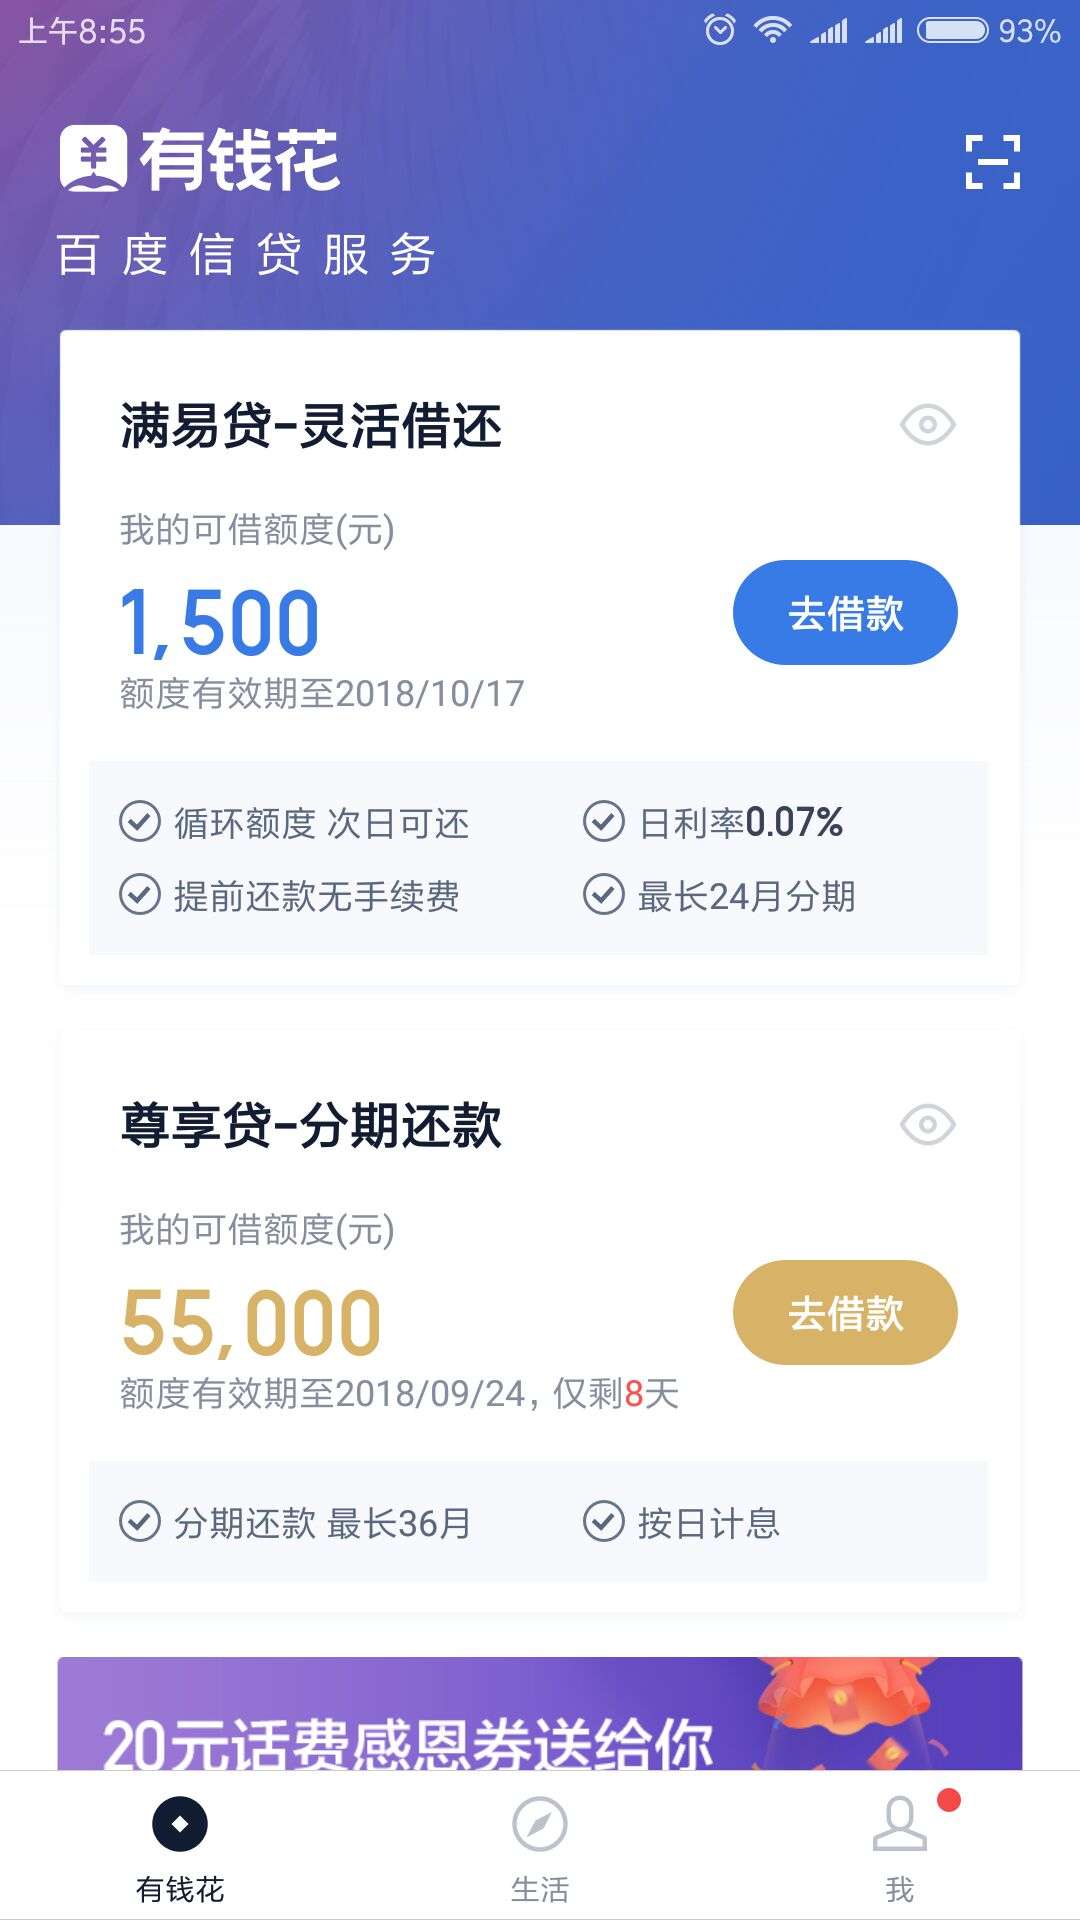 上午8:55
93%
有钱花
百度信贷服务
满易贷-灵活借还
我的可借额度(元)
1,500
去借款
额度有效期至2018/10/17
循环额度 次日可还
日利率0.07%
提前还款无手续费
最长24月分期
尊享贷-分期还款
我的可借额度(元)
55,000
去借款
额度有效期至2018/09/24, 仅剩8天
分期还款 最长36月
按日计息
20元话费感恩券送给你
有钱花
生活
我